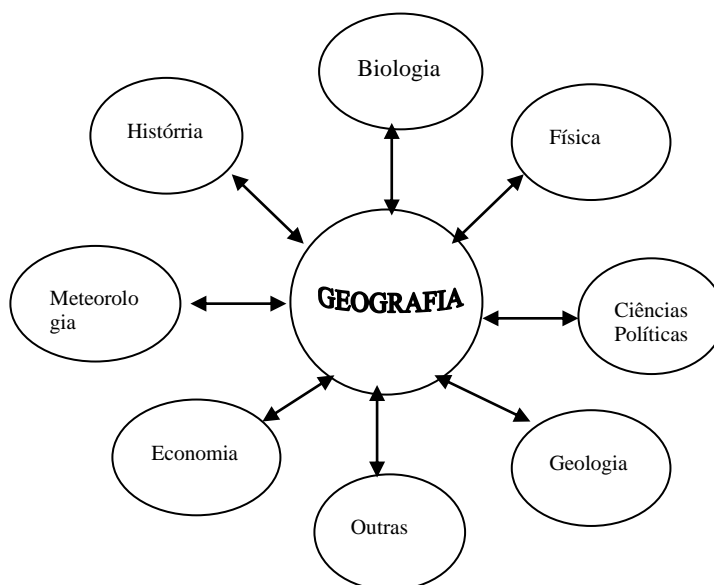 Biologia
Histórria
Física
GEOGRAFIA
Meteorolo
gia
Ciências
Políticas
Economia
Geologia
Outras